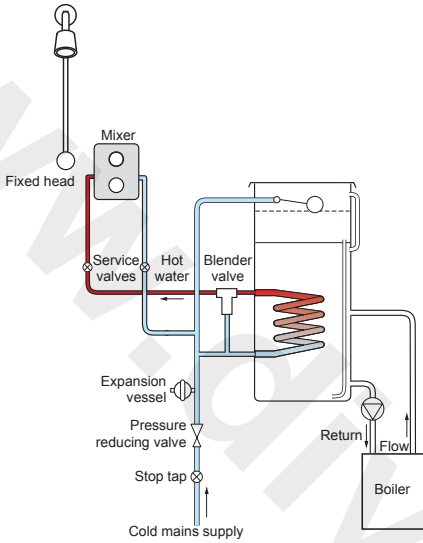 Mixer
Fixed head
Service
valves
Hot
water
Blender
valve
Expansion
vessel
Pressure
reducing valve
Stop tap
Cold mains supply
Return
Flow
Boiler
w.div